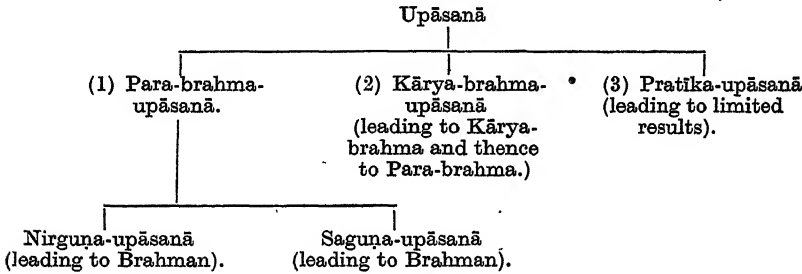 Upāsanā
(1) Para-brahma-
upāsanā.
(2) Kārya-brahma-
upāsanā
(leading to Kārya-
brahma and thence
to Para-brahma.)
(3) Pratīka-upāsanā
(leading to limited
results).
Nirguṇa-upāsanā
(leading to Brahman).
Saguṇa-upāsanā
(leading to Brahman).